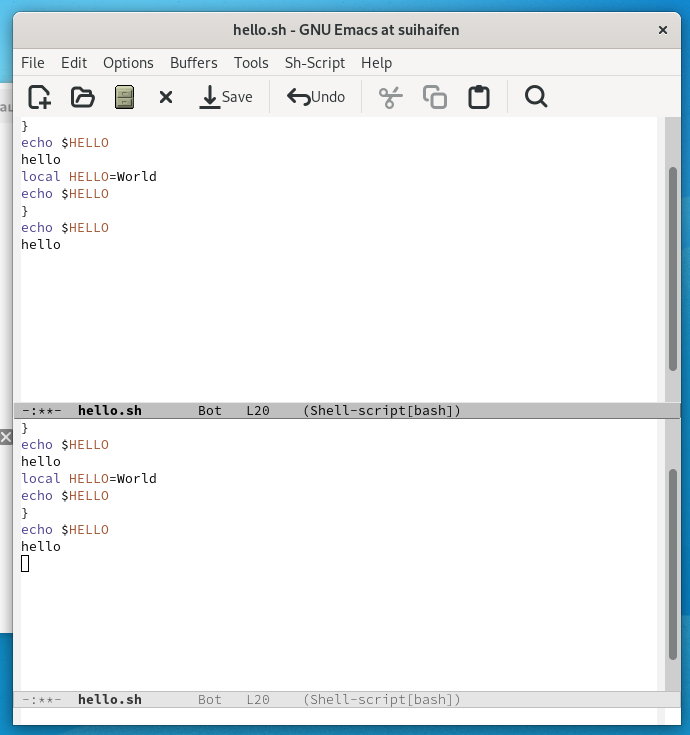 hello.sh - GNU Emacs at suihaifen
File Edit Options Buffers Tools Sh-Script Help
Save Undo
}
echo $HELLO
hello
local HELLO=World
echo $HELLO
}
echo $HELLO
hello
-:**- hello.sh Bot L20 (Shell-script[bash])
}
echo $HELLO
hello
local HELLO=World
echo $HELLO
}
echo $HELLO
hello
-:**- hello.sh Bot L20 (Shell-script[bash])